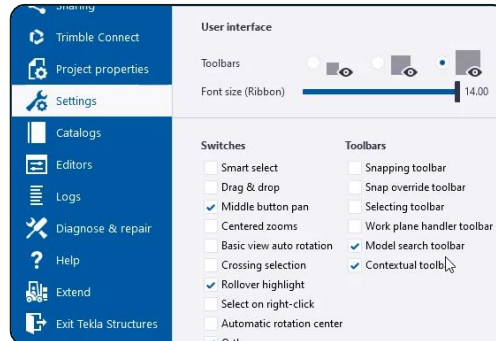 Sharing
Trimble Connect
Project properties
Settings
Catalogs
Editors
Logs
Diagnose & repair
Help
Extend
Exit Tekla Structures
User interface
Toolbars
Font size (Ribbon) 14.00
Switches
Smart select
Drag & drop
Middle button pan
Centered zooms
Basic view auto rotation
Crossing selection
Rollover highlight
Select on right-click
Automatic rotation center
Toolbars
Snapping toolbar
Snap override toolbar
Selecting toolbar
Work plane handler toolbar
Model search toolbar
Contextual toolbar